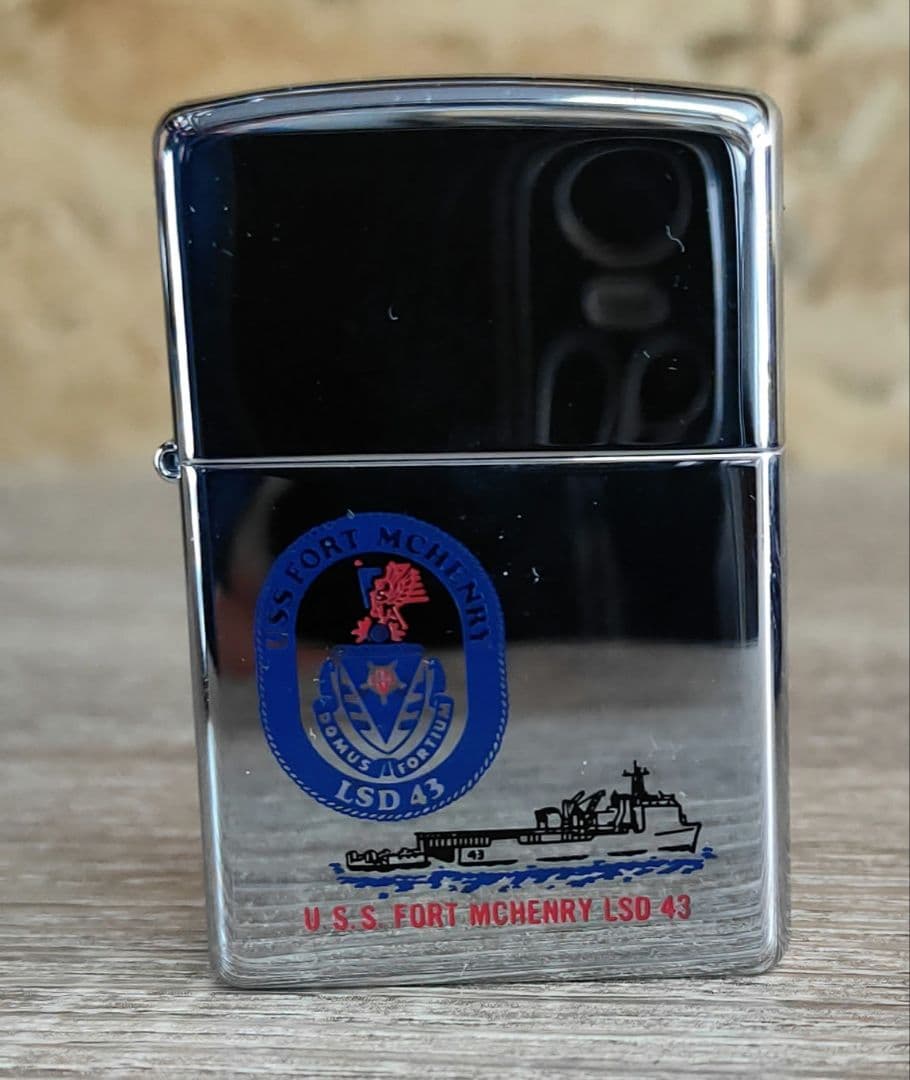 USS FORT MCHENRY
DOMUS FORTIUM
LSD 43
43
U.S.S. FORT MCHENRY LSD 43